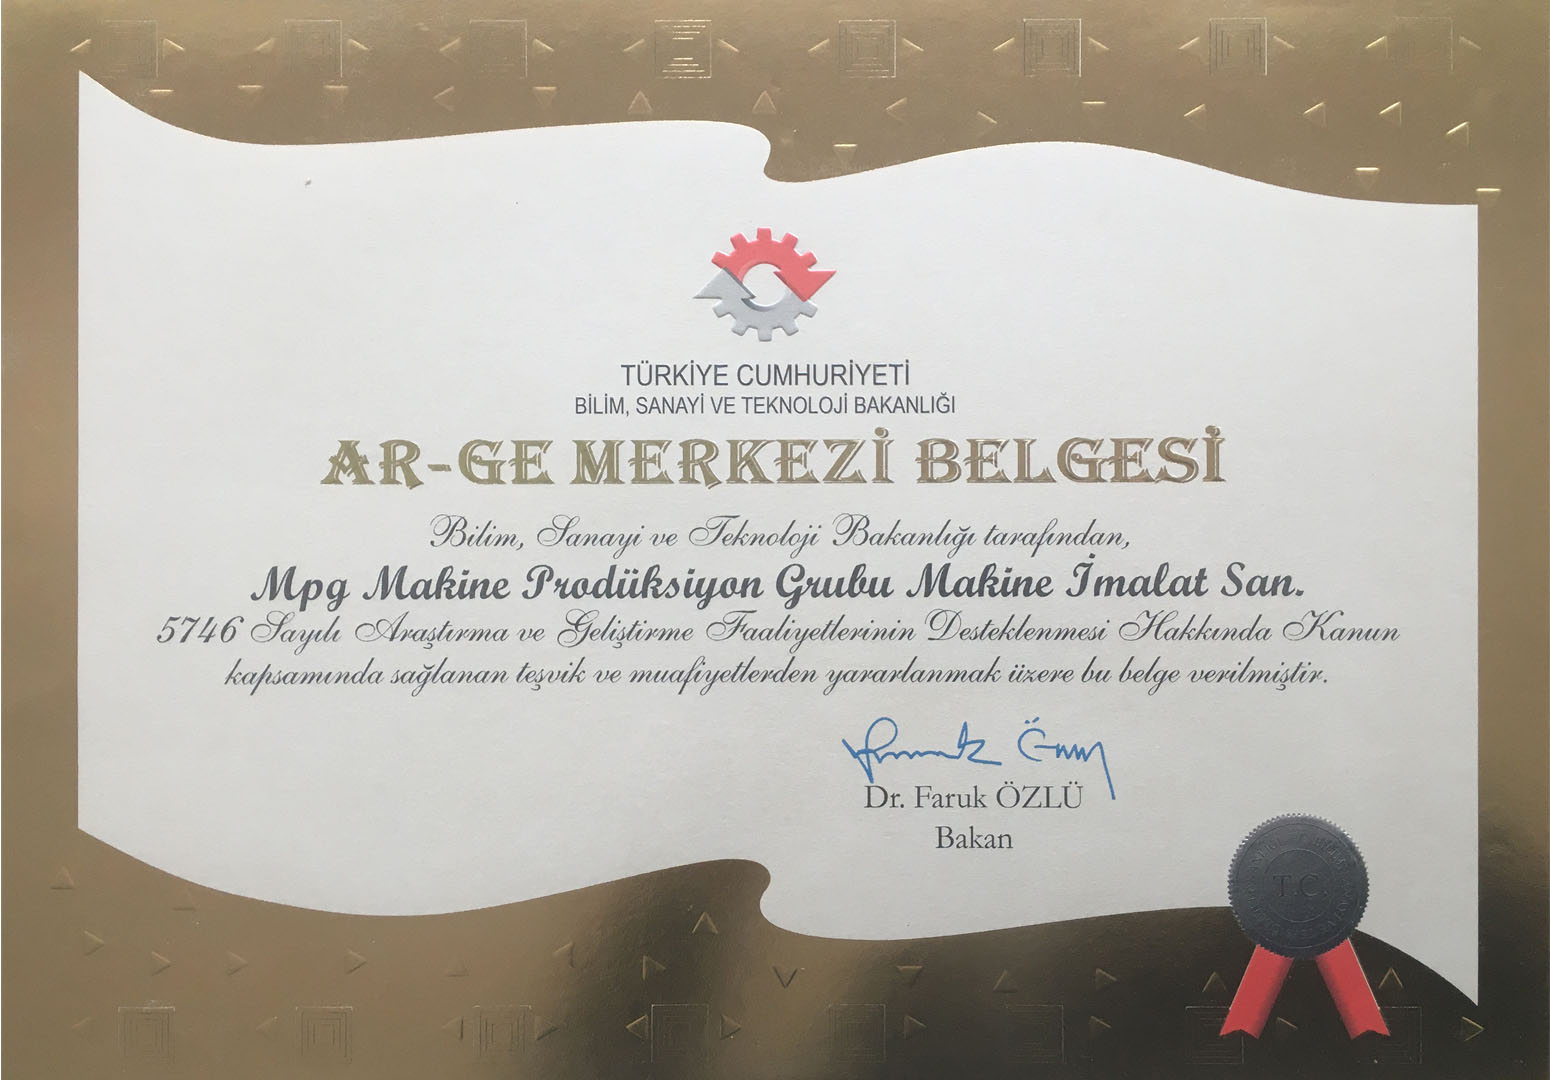 TÜRKİYE CUMHURİYETİ
BİLİM, SANAYİ VE TEKNOLOJİ BAKANLIĞI
AR-GE MERKEZİ BELGESİ
Bilim, Sanayi ve Teknoloji Bakanlığı tarafından,
Mpg Makine Prodüksiyon Grubu Makine İmalat San.
5746 Sayılı Araştırma ve Geliştirme Faaliyetlerinin Desteklenmesi Hakkında Kanun
kapsamında sağlanan teşvik ve muafiyetlerden yararlanmak üzere bu belge verilmiştir.
Dr. Faruk ÖZLÜ
Bakan
T.C.